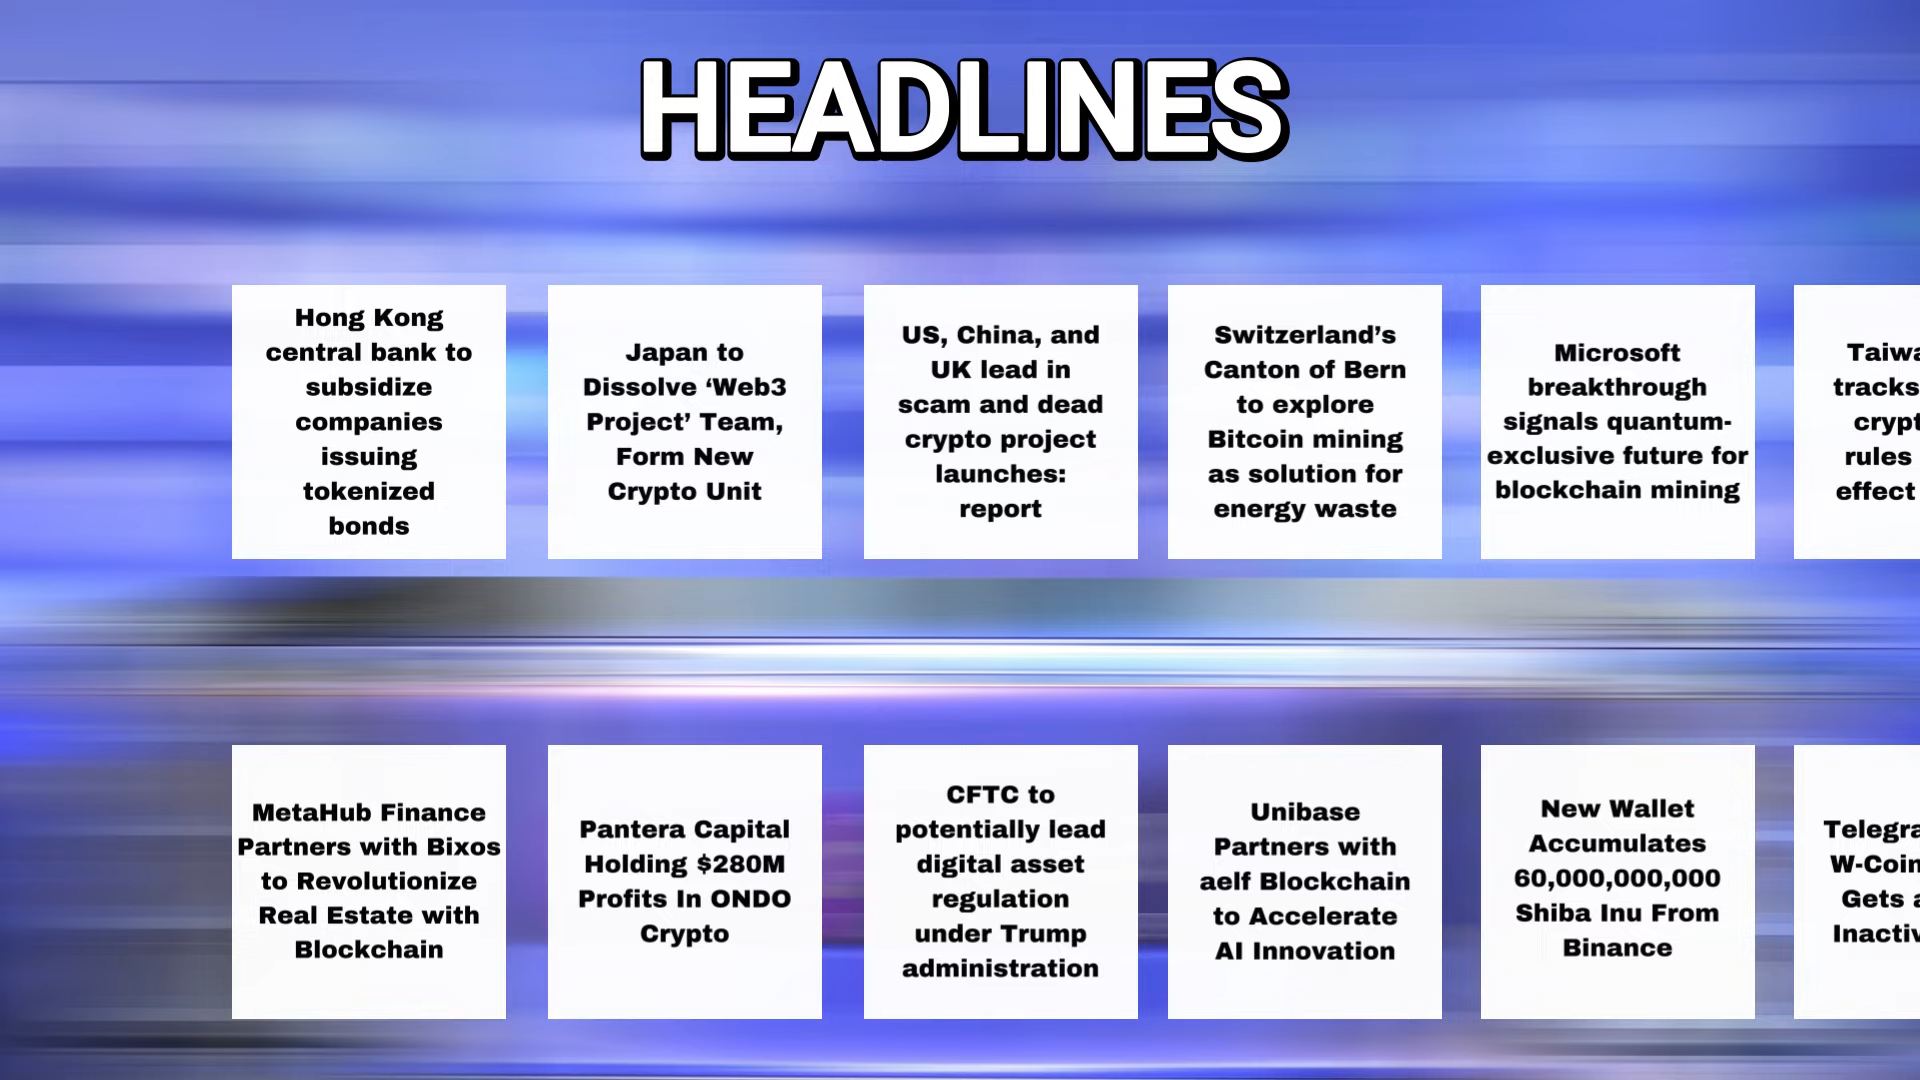 HEADLINES
Hong Kong
central bank to
subsidize
companies
issuing
tokenized
bonds
Japan to
Dissolve ‘Web3
Project’ Team,
Form New
Crypto Unit
US, China, and
UK lead in
scam and dead
crypto project
launches:
report
Switzerland’s
Canton of Bern
to explore
Bitcoin mining
as solution for
energy waste
Microsoft
breakthrough
signals quantum-
exclusive future for
blockchain mining
tracks
rules
effect
MetaHub Finance
Partners with Bixos
to Revolutionize
Real Estate with
Blockchain
Pantera Capital
Holding $280M
Profits In ONDO
Crypto
CFTC to
potentially lead
digital asset
regulation
under Trump
administration
Unibase
Partners with
aelf Blockchain
to Accelerate
AI Innovation
New Wallet
Accumulates
60,000,000,000
Shiba Inu From
Binance
Gets